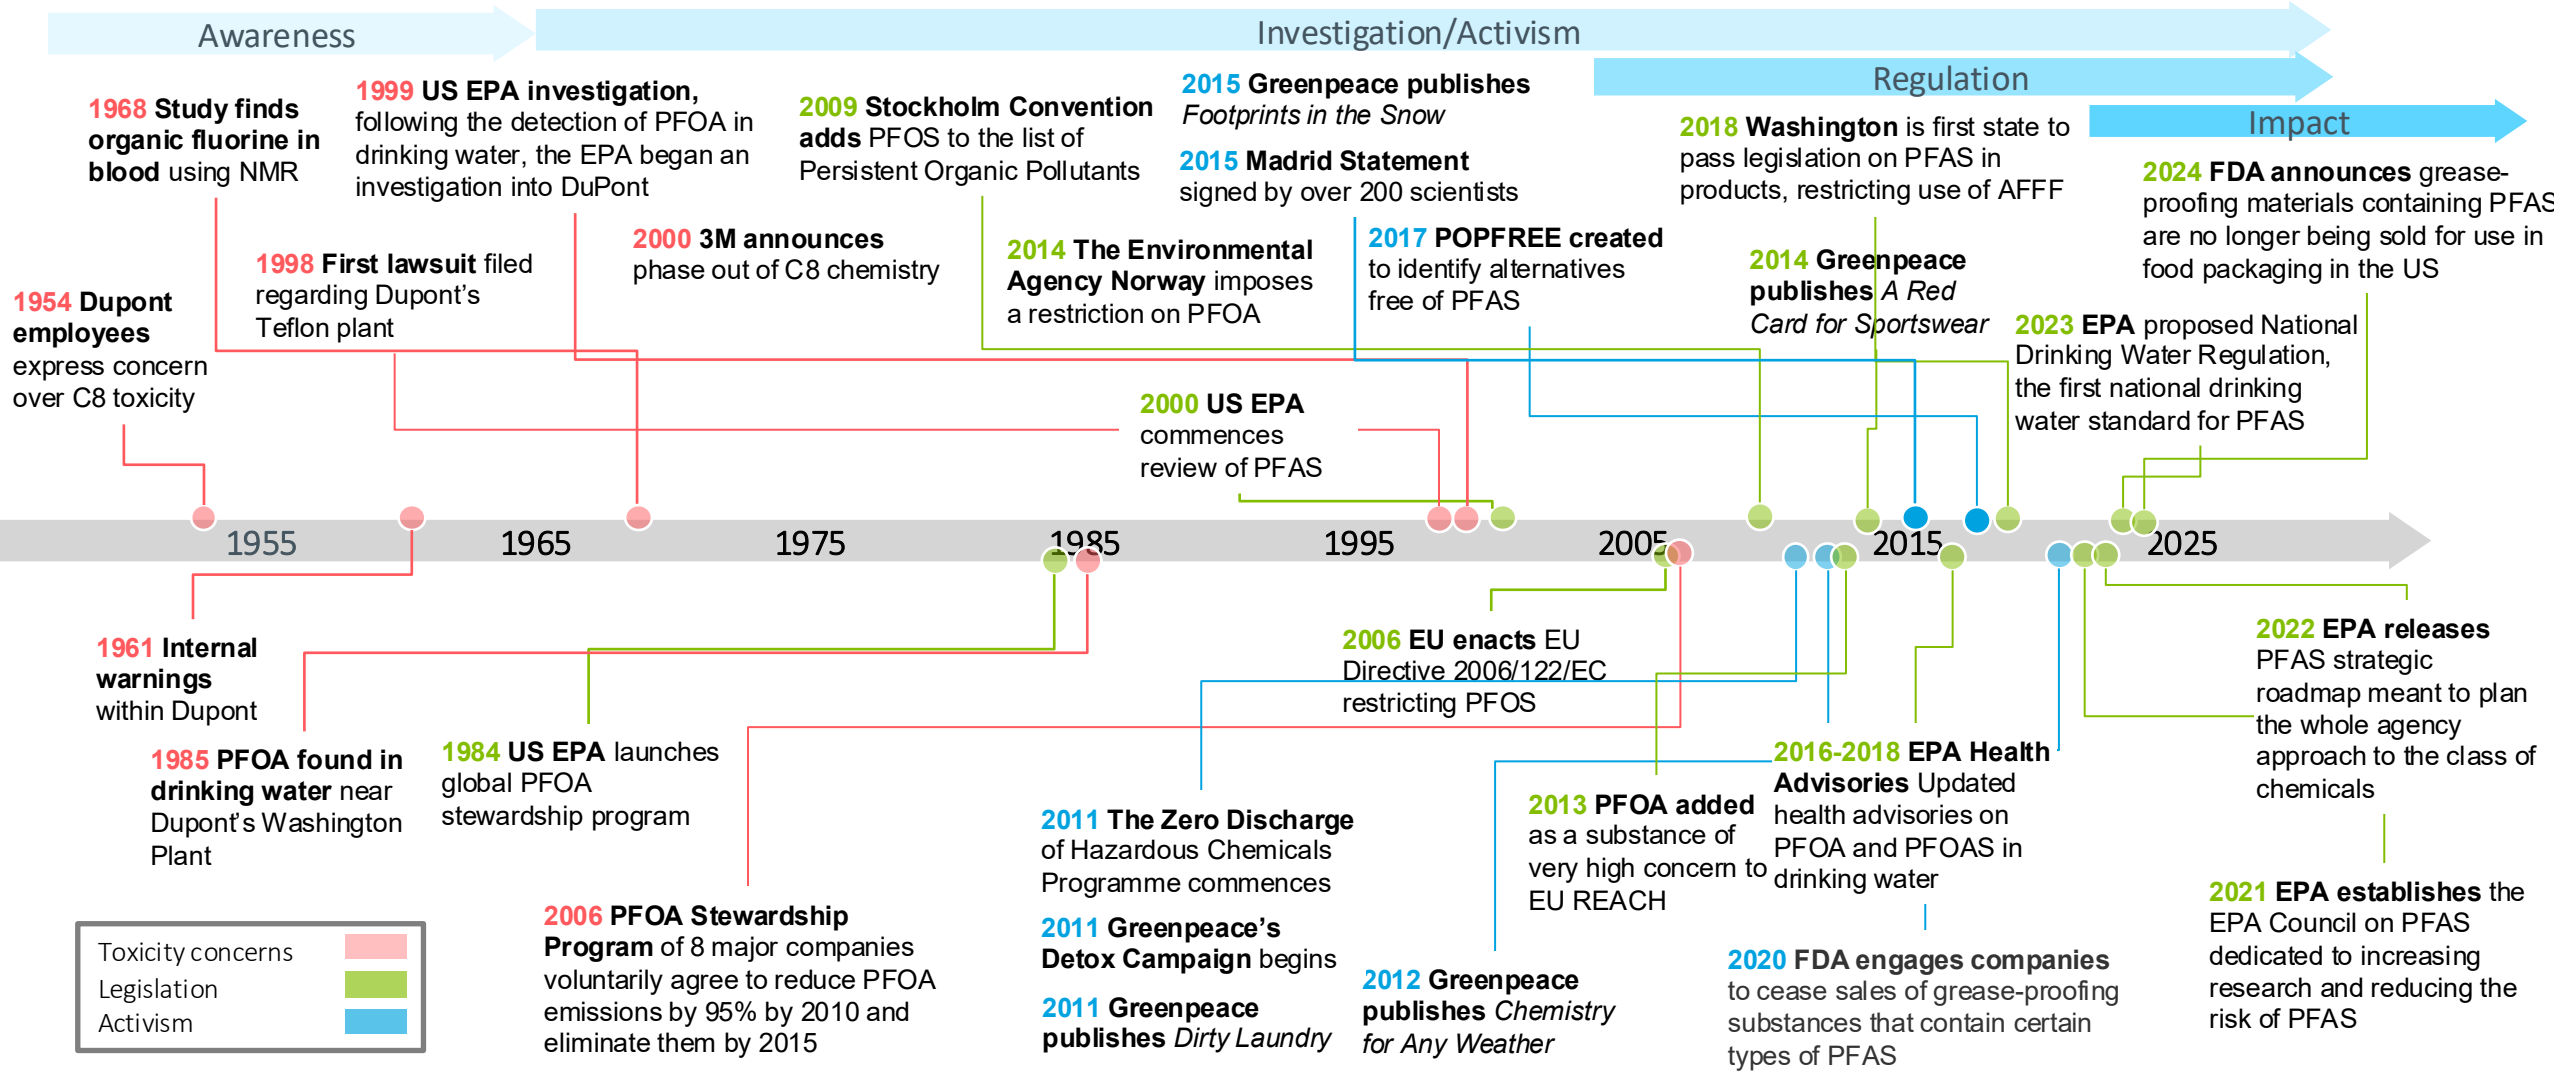 Awareness
Investigation/Activism
Regulation
Impact
1968 Study finds
organic fluorine in
blood using NMR
1999 US EPA investigation,
following the detection of PFOA in
drinking water, the EPA began an
investigation into DuPont
2009 Stockholm Convention
adds PFOS to the list of
Persistent Organic Pollutants
2015 Greenpeace publishes
Footprints in the Snow
2015 Madrid Statement
signed by over 200 scientists
2018 Washington is first state to
pass legislation on PFAS in
products, restricting use of AFFF
2024 FDA announces grease-
proofing materials containing PFAS
are no longer being sold for use in
food packaging in the US
1954 Dupont
employees
express concern
over C8 toxicity
1998 First lawsuit filed
regarding Dupont's
Teflon plant
2000 3M announces
phase out of C8 chemistry
2014 The Environmental
Agency Norway imposes
a restriction on PFOA
2017 POPFREE created
to identify alternatives
free of PFAS
2014 Greenpeace
publishes A Red
Card for Sportswear
2023 EPA proposed National
Drinking Water Regulation,
the first national drinking
water standard for PFAS
2000 US EPA
commences
review of PFAS
1955
1965
1975
1985
1995
2005
2015
2025
1961 Internal
warnings
within Dupont
1985 PFOA found in
drinking water near
Dupont's Washington
Plant
1984 US EPA launches
global PFOA
stewardship program
2006 PFOA Stewardship
Program of 8 major companies
voluntarily agree to reduce PFOA
emissions by 95% by 2010 and
eliminate them by 2015
2006 EU enacts EU
Directive 2006/122/EC
restricting PFOS
2011 The Zero Discharge
of Hazardous Chemicals
Programme commences
2011 Greenpeace's
Detox Campaign begins
2011 Greenpeace
publishes Dirty Laundry
2012 Greenpeace
publishes Chemistry
for Any Weather
2013 PFOA added
as a substance of
very high concern to
EU REACH
2016-2018 EPA Health
Advisories Updated
health advisories on
PFOA and PFOAS in
drinking water
2020 FDA engages companies
to cease sales of grease-proofing
substances that contain certain
types of PFAS
2022 EPA releases
PFAS strategic
roadmap meant to plan
the whole agency
approach to the class of
chemicals
2021 EPA establishes the
EPA Council on PFAS
dedicated to increasing
research and reducing the
risk of PFAS
Toxicity concerns
Legislation
Activism